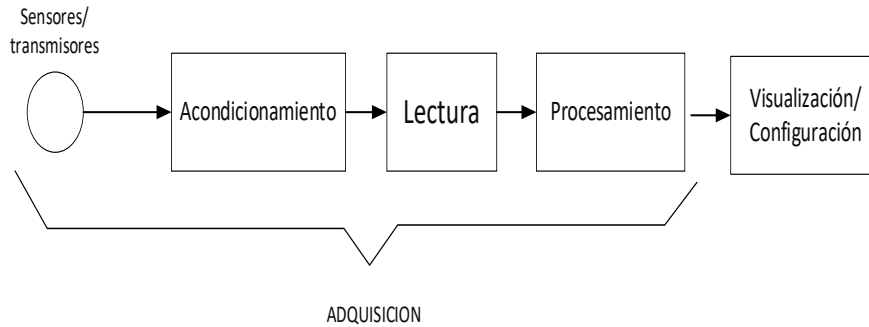 Sensores/
transmisores
Acondicionamiento
Lectura
Procesamiento
Visualización/
Configuración
ADQUISICION